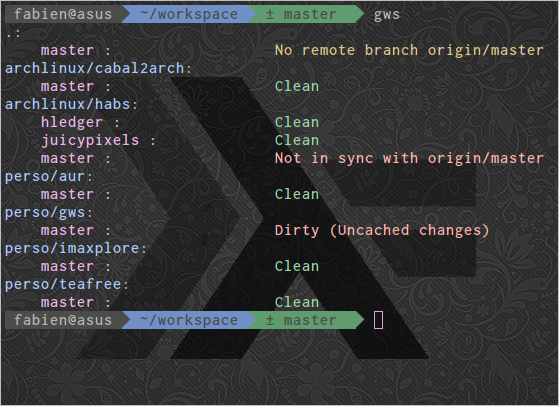 fabien@asus ~/workspace ± master gws
.:
master : No remote branch origin/master
archlinux/cabal2arch:
master : Clean
archlinux/habs:
hledger : Clean
juicypixels : Clean
master : Not in sync with origin/master
perso/aur:
master : Clean
perso/gws:
master : Dirty (Uncached changes)
perso/imaxplore:
master : Clean
perso/teafree:
master : Clean
fabien@asus ~/workspace ± master